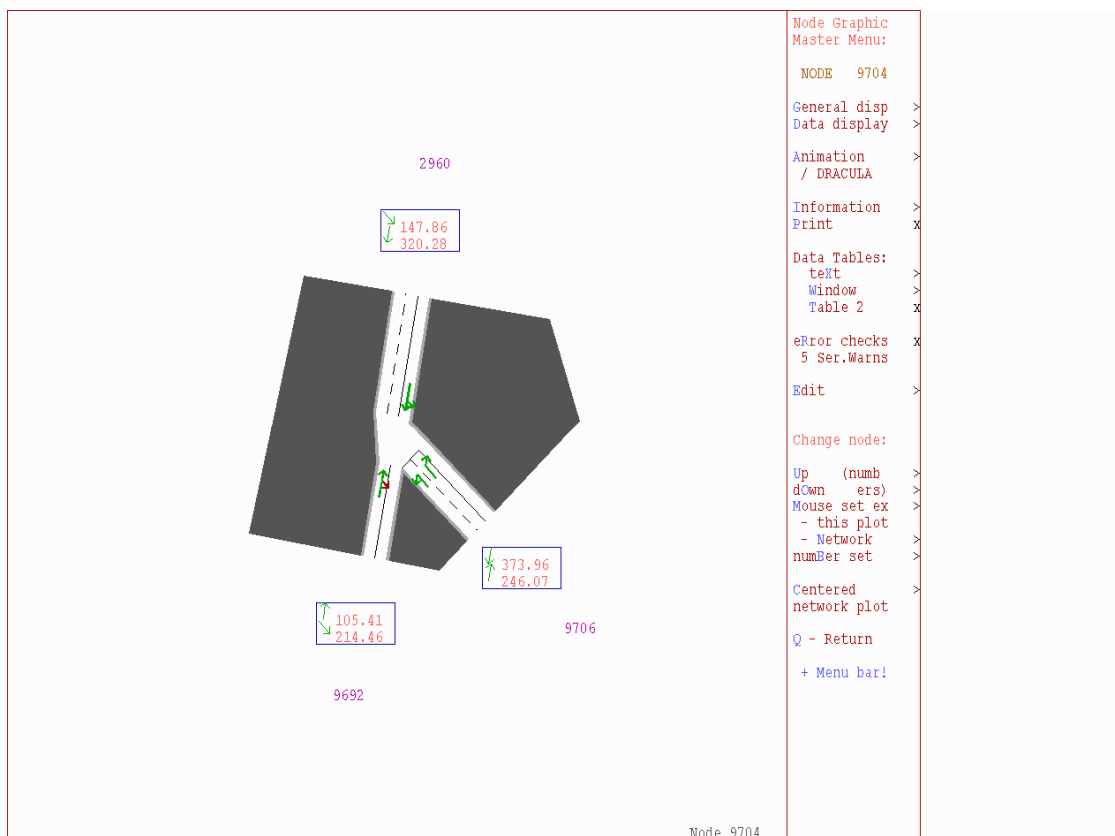 2960
147.86
320.28
373.96
246.07
9706
105.41
214.46
9692
Node 9704
Node Graphic
Master Menu:
NODE 9704
General disp >
Data display >
Animation >
/ DRACULA
Information >
Print x
Data Tables:
teXt >
Window >
Table 2 x
eRror checks x
5 Ser.Warns
Edit >
Change node:
Up (numb >
dOwn ers) >
Mouse set ex >
- this plot
- Network >
numBer set >
Centered >
network plot
Q - Return
+ Menu bar!